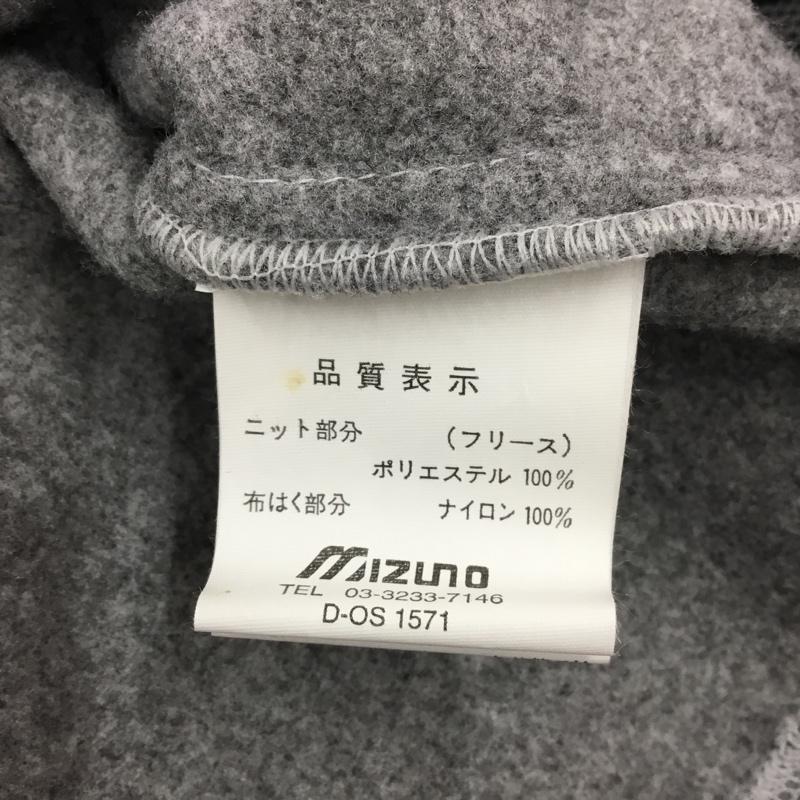 品質表示
ニット部分 (フリース)
ポリエステル 100%
布はく部分 ナイロン 100%
MIZUNO
TEL 03-3233-7146
D-OS 1571